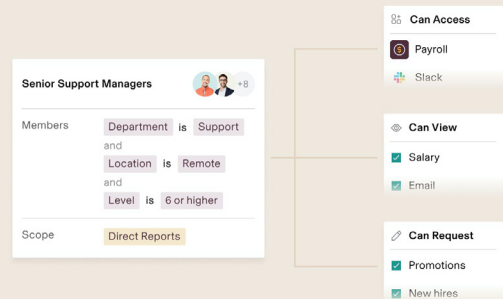 Senior Support Managers +8
Members Department is Support
and
Location is Remote
and
Level is 6 or higher
Scope Direct Reports
Can Access
Payroll
Slack
Can View
Salary
Email
Can Request
Promotions
New hires